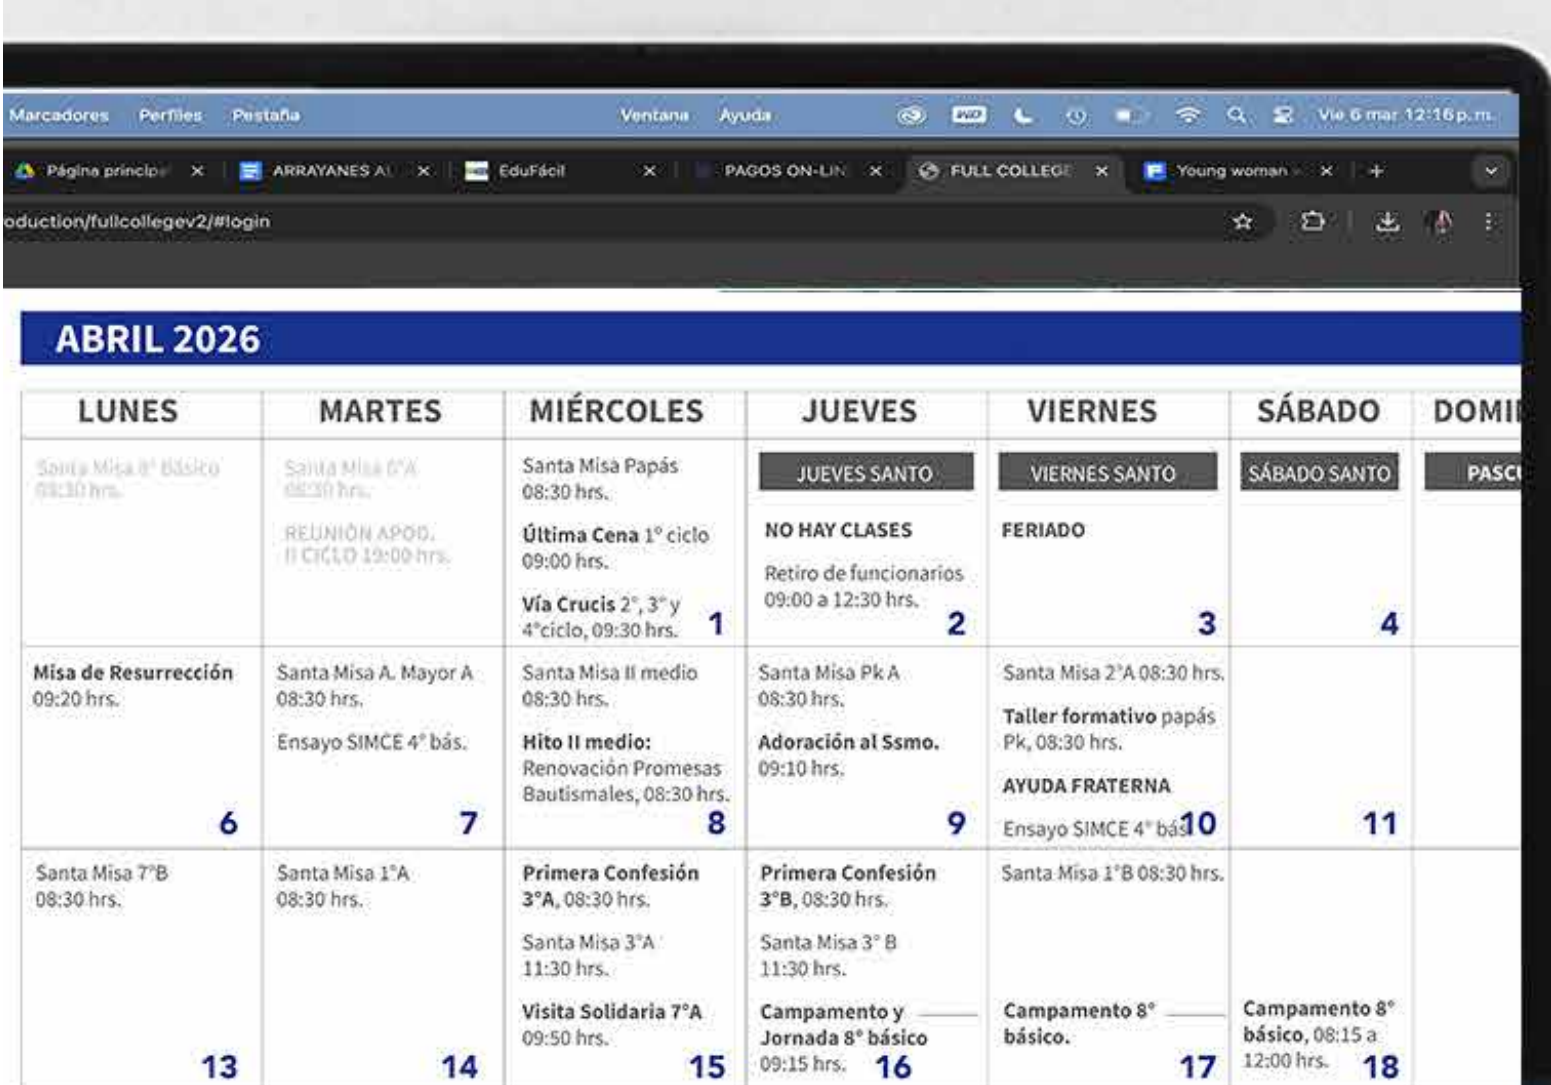 Marcadores Perfiles Pestaña Ventana Ayuda Vie 6 mar 12:16 p.m.
Página princip ARRAYANES AL EduFácil PAGOS ON-LIN FULL COLLEGE Young woman
oduction/fullcollegev2/#login
ABRIL 2026
LUNES MARTES MIÉRCOLES JUEVES VIERNES SÁBADO DOMI
Santa Misa 8° Básico
08:30 hrs.
Santa Misa 6°A
08:30 hrs.
REUNIÓN APOD.
II CICLO 19:00 hrs.
Santa Misa Papás
08:30 hrs.
Última Cena 1° ciclo
09:00 hrs.
Vía Crucis 2°, 3° y
4°ciclo, 09:30 hrs.
1
JUEVES SANTO
NO HAY CLASES
Retiro de funcionarios
09:00 a 12:30 hrs.
2
VIERNES SANTO
FERIADO
3
SÁBADO SANTO
4
PASCU
Misa de Resurrección
09:20 hrs.
6
Santa Misa A. Mayor A
08:30 hrs.
Ensayo SIMCE 4° bás.
7
Santa Misa II medio
08:30 hrs.
Hito II medio:
Renovación Promesas
Bautismales, 08:30 hrs.
8
Santa Misa Pk A
08:30 hrs.
Adoración al Ssmo.
09:10 hrs.
9
Santa Misa 2°A 08:30 hrs.
Taller formativo papás
Pk, 08:30 hrs.
AYUDA FRATERNA
Ensayo SIMCE 4° bás
10
11
Santa Misa 7°B
08:30 hrs.
13
Santa Misa 1°A
08:30 hrs.
14
Primera Confesión
3°A, 08:30 hrs.
Santa Misa 3°A
11:30 hrs.
Visita Solidaria 7°A
09:50 hrs.
15
Primera Confesión
3°B, 08:30 hrs.
Santa Misa 3° B
11:30 hrs.
Campamento y
Jornada 8° básico
09:15 hrs.
16
Santa Misa 1°B 08:30 hrs.
Campamento 8°
básico.
17
Campamento 8°
básico, 08:15 a
12:00 hrs.
18